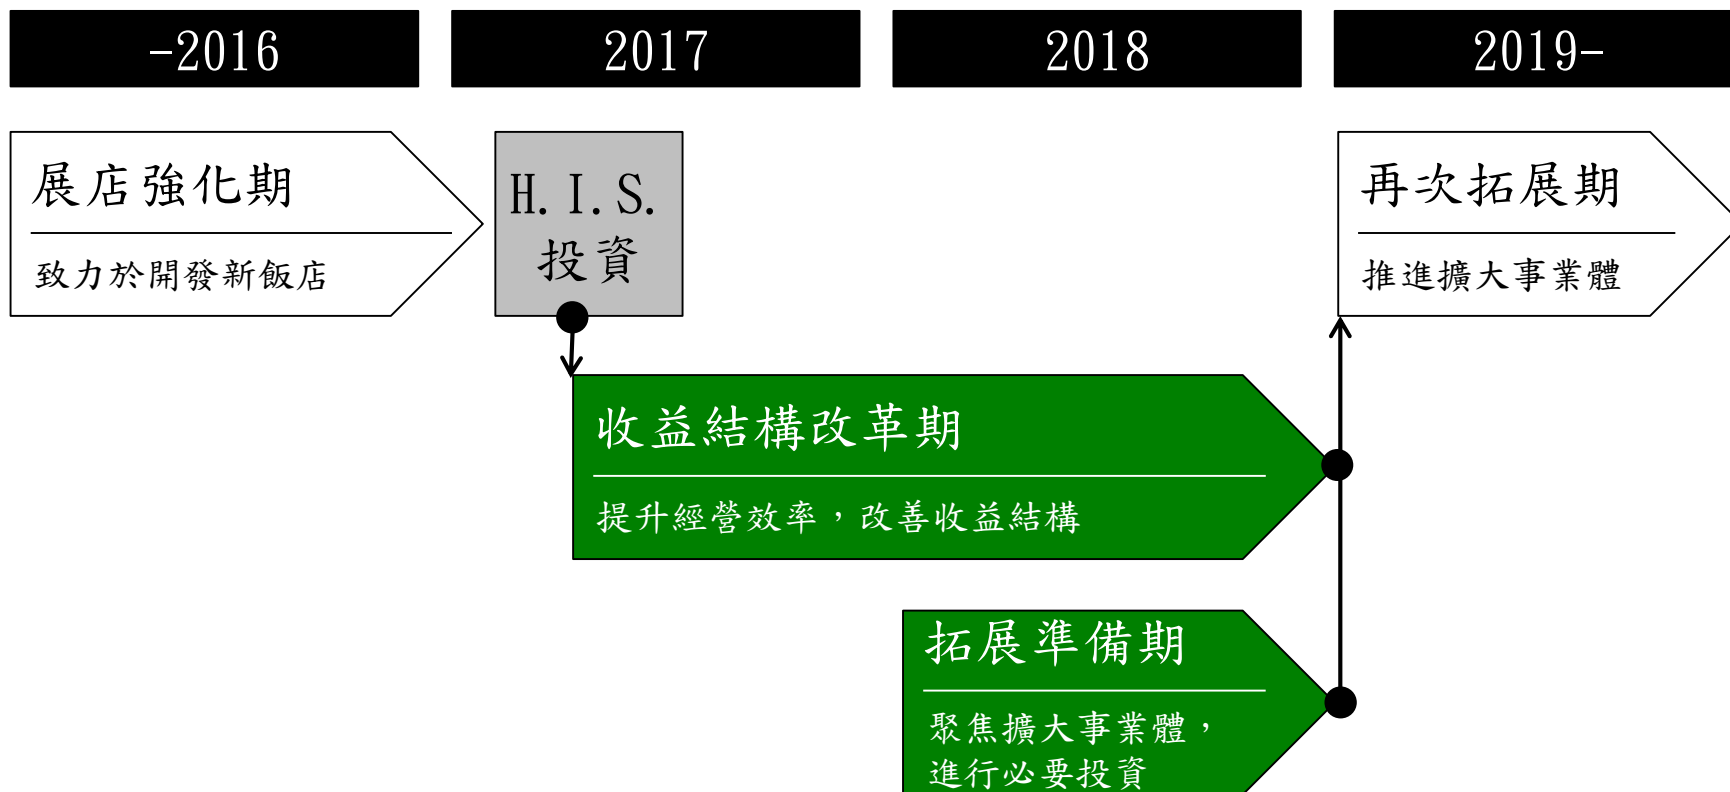 -2016
2017
2018
2019-
展店強化期
致力於開發新飯店
H.I.S.
投資
再次拓展期
推進擴大事業體
收益結構改革期
提升經營效率，改善收益結構
拓展準備期
聚焦擴大事業體，
進行必要投資